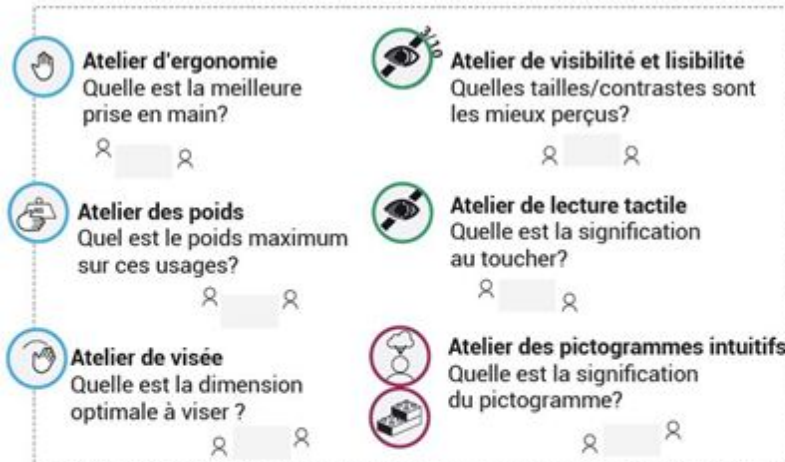 Atelier d'ergonomie
Quelle est la meilleure
prise en main?
Atelier des poids
Quel est le poids maximum
sur ces usages?
Atelier de visée
Quelle est la dimension
optimale à viser ?
3/10
Atelier de visibilité et lisibilité
Quelles tailles/contrastes sont
les mieux perçus?
Atelier de lecture tactile
Quelle est la signification
au toucher?
Atelier des pictogrammes intuitifs
Quelle est la signification
du pictogramme?